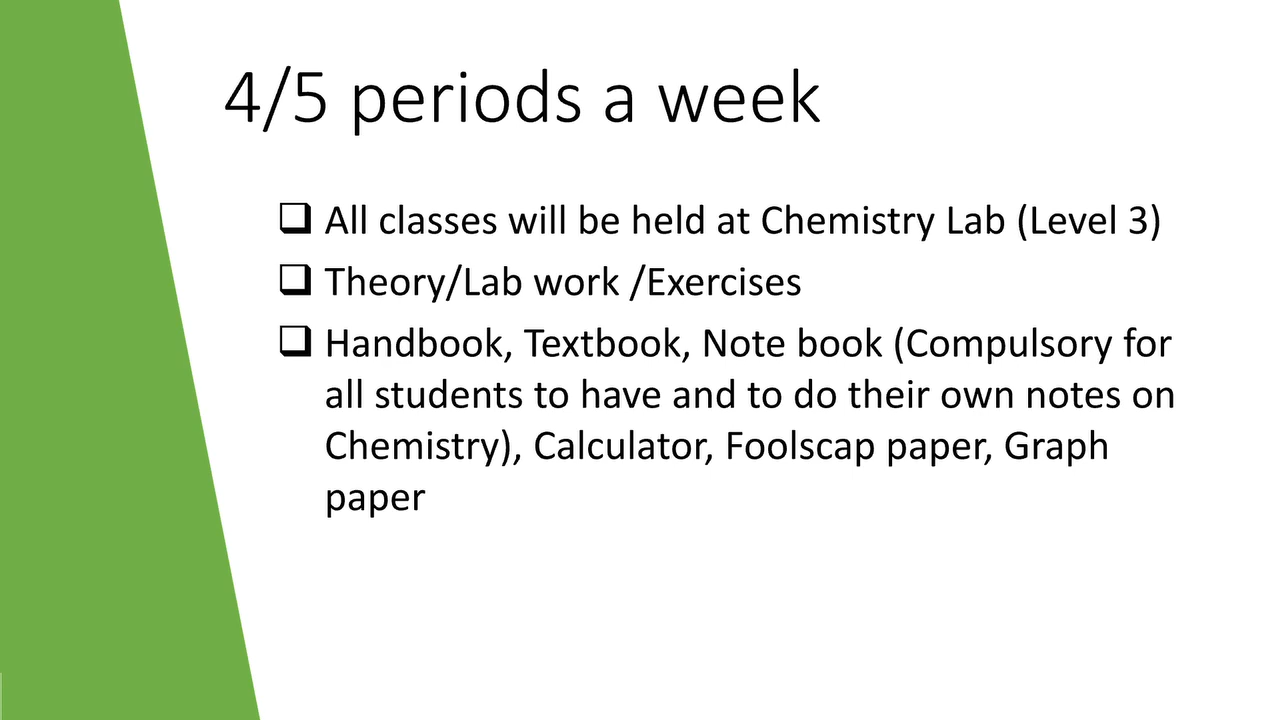 4/5 periods a week
❑ All classes will be held at Chemistry Lab (Level 3)
❑ Theory/Lab work /Exercises
❑ Handbook, Textbook, Note book (Compulsory for
all students to have and to do their own notes on
Chemistry), Calculator, Foolscap paper, Graph
paper